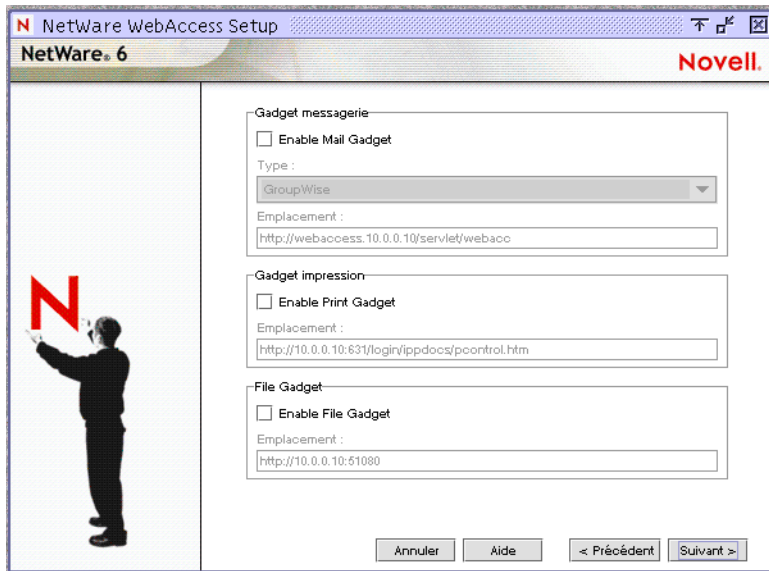 N NetWare WebAccess Setup
NetWare® 6
Novell.
Gadget messagerie
Enable Mail Gadget
Type :
GroupWise
Emplacement :
http://webaccess.10.0.0.10/servlet/webacc
Gadget impression
Enable Print Gadget
Emplacement :
http://10.0.0.10:631/login/ippdocs/pcontrol.htm
File Gadget
Enable File Gadget
Emplacement :
http://10.0.0.10:51080
N
Annuler Aide < Précédent Suivant >